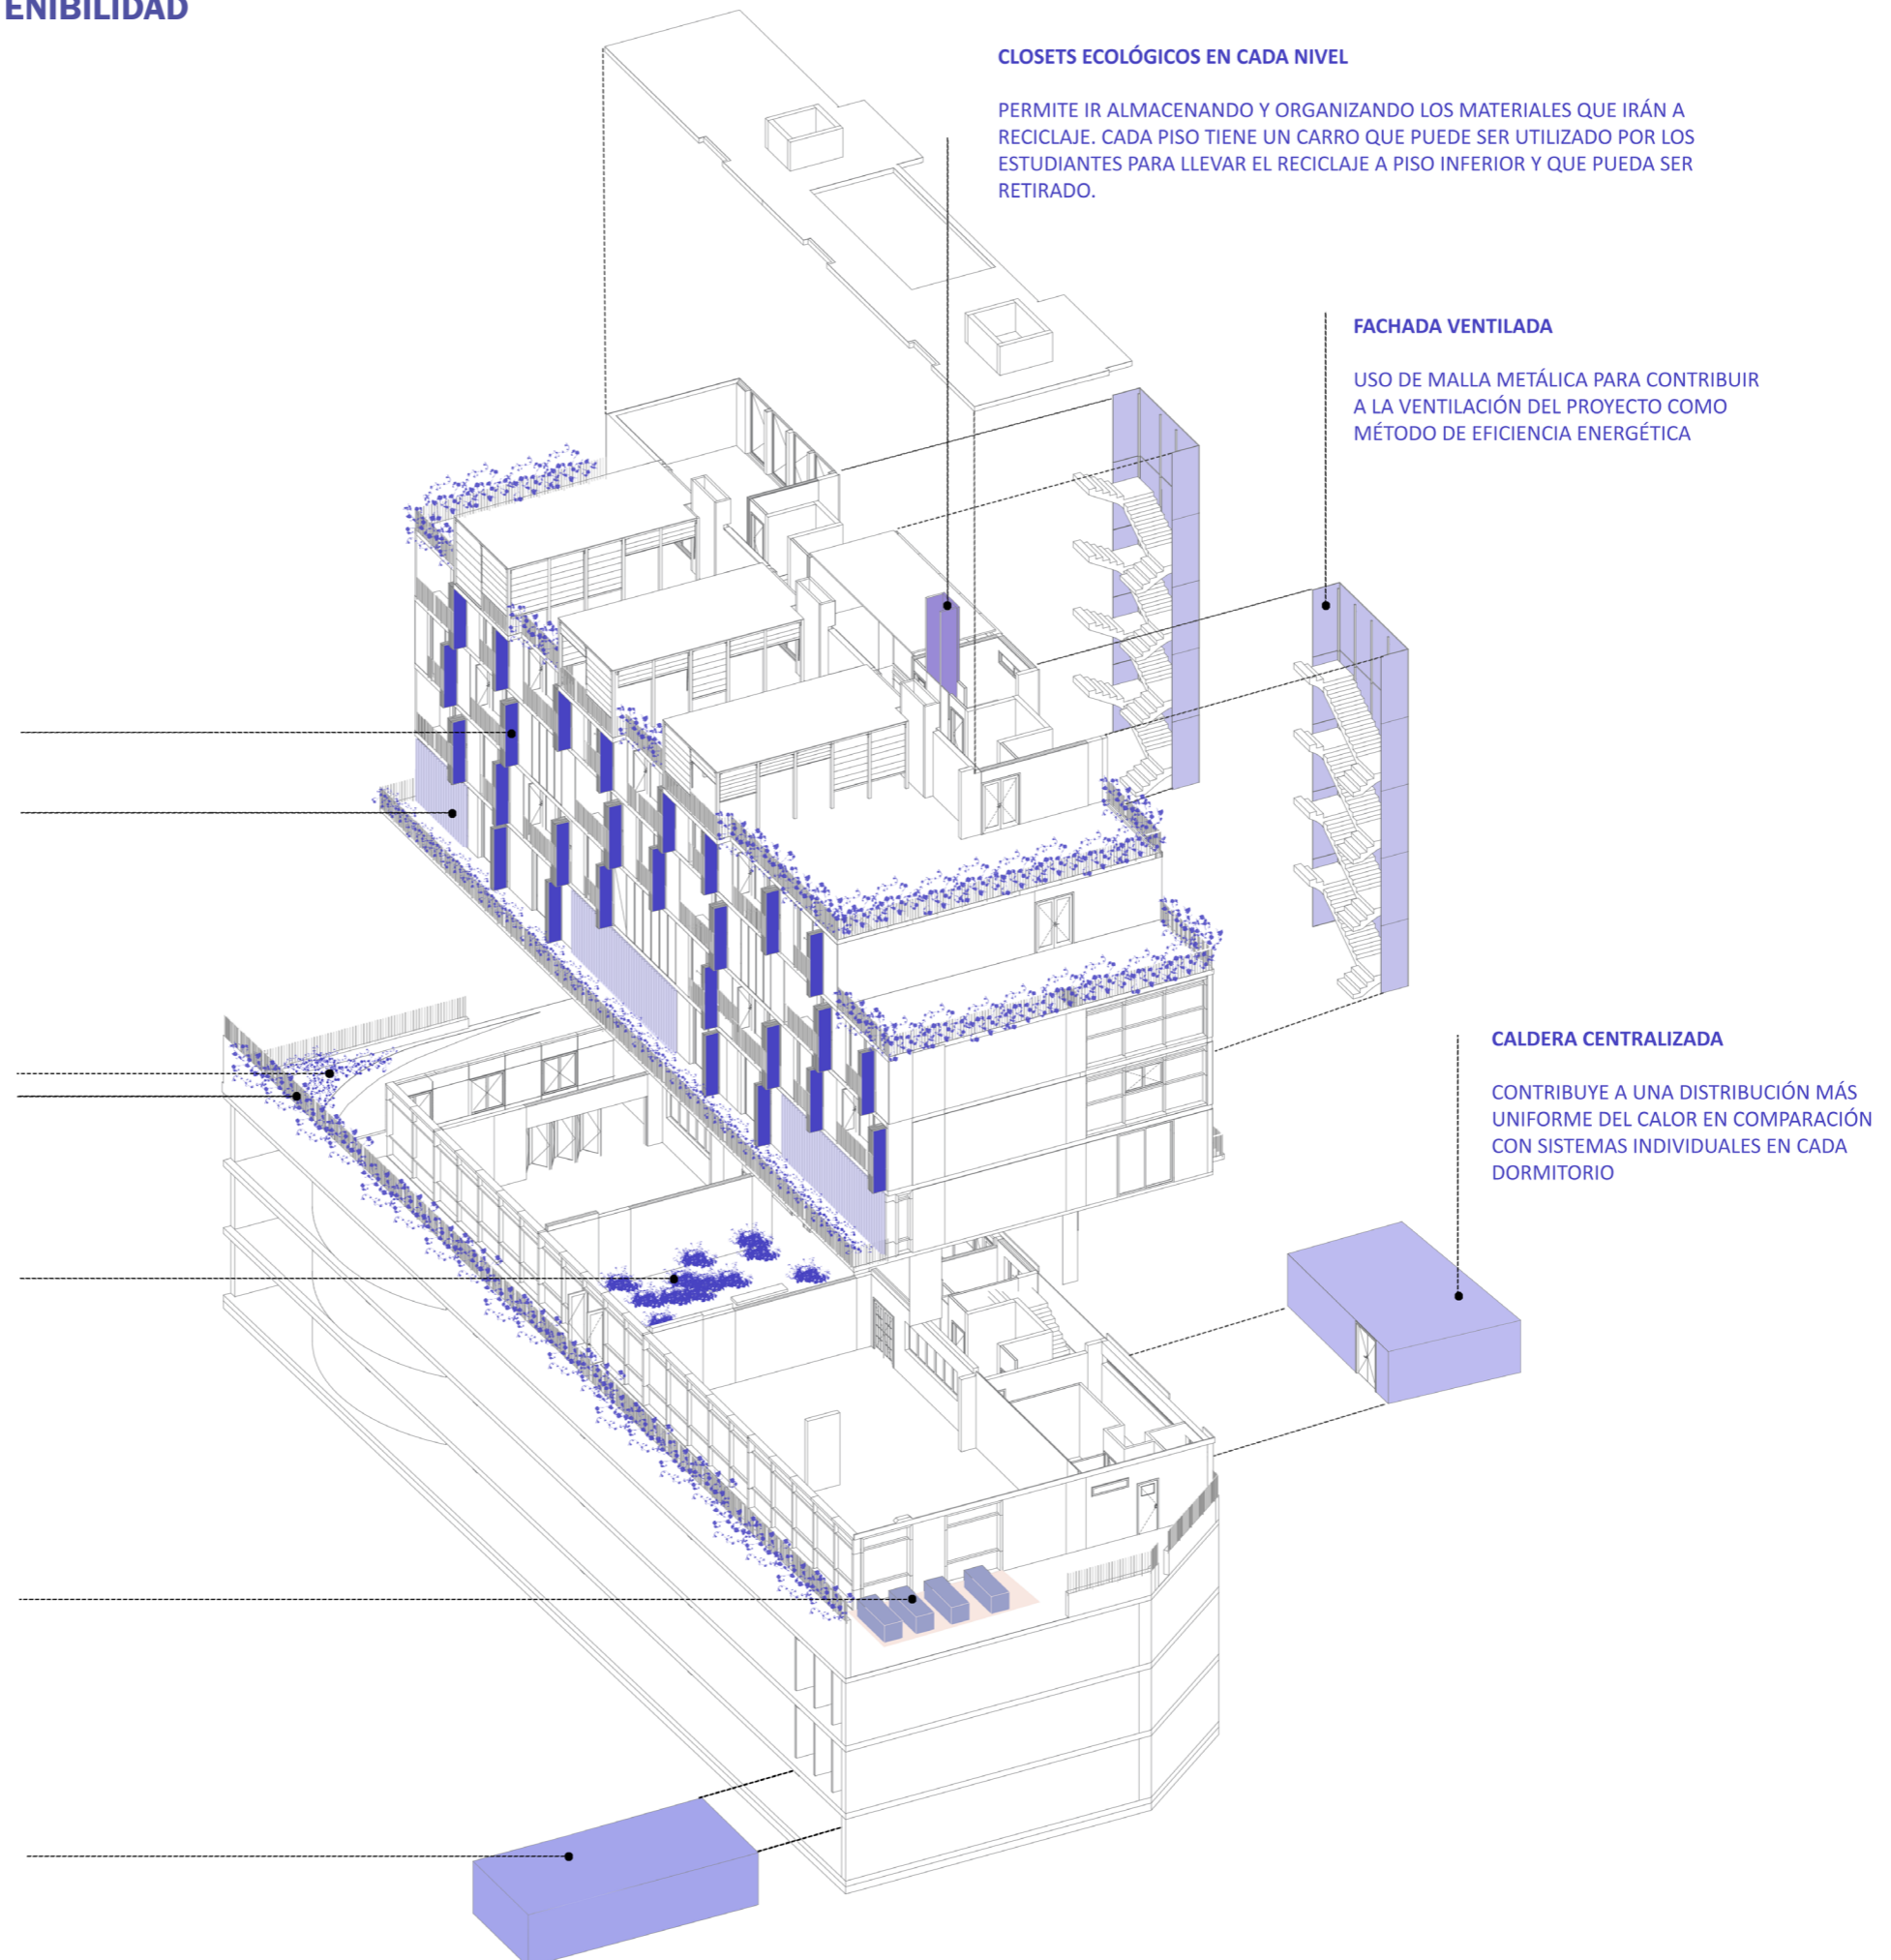 ENIBILIDAD
CLOSETS ECOLÓGICOS EN CADA NIVEL
PERMITE IR ALMACENANDO Y ORGANIZANDO LOS MATERIALES QUE IRÁN A
RECICLAJE. CADA PISO TIENE UN CARRO QUE PUEDE SER UTILIZADO POR LOS
ESTUDIANTES PARA LLEVAR EL RECICLAJE A PISO INFERIOR Y QUE PUEDA SER
RETIRADO.
FACHADA VENTILADA
USO DE MALLA METÁLICA PARA CONTRIBUIR
A LA VENTILACIÓN DEL PROYECTO COMO
MÉTODO DE EFICIENCIA ENERGÉTICA
CALDERA CENTRALIZADA
CONTRIBUYE A UNA DISTRIBUCIÓN MÁS
UNIFORME DEL CALOR EN COMPARACIÓN
CON SISTEMAS INDIVIDUALES EN CADA
DORMITORIO